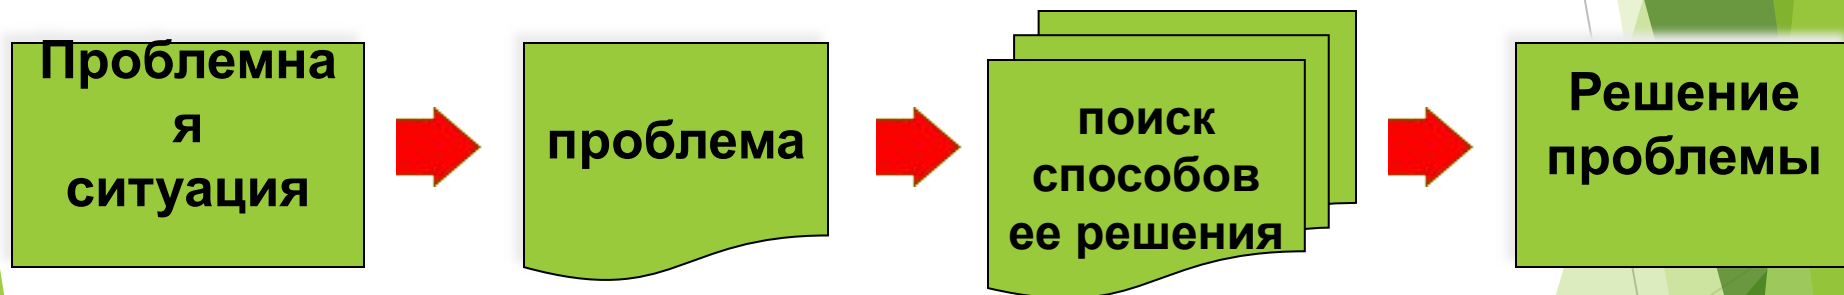 Проблемна
я
ситуация
проблема
поиск
способов
ее решения
Решение
проблемы